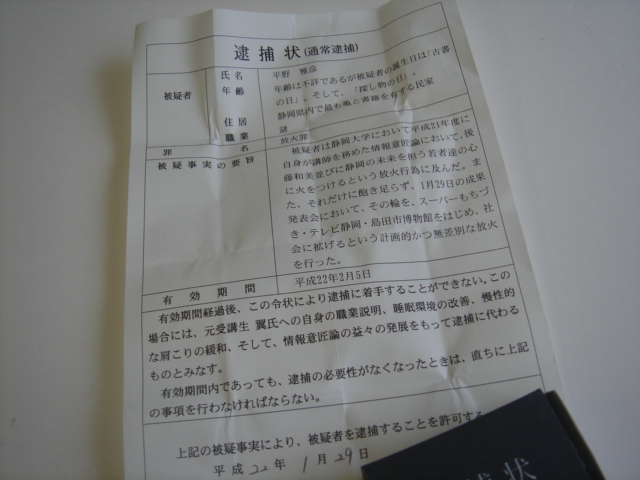 逮捕状(通常逮捕)
被疑者
氏名
平野 雅彦
年齢
年齢は不詳であるが被疑者の誕生日は「古書
の日」。そして、「探し物の日」。
住居
静岡県内で最も亀と書籍を有する民家
職業
謎
罪名
放火罪
被疑事実の要旨
被疑者は静岡大学において平成21年度に
自身が講師を務めた情報意匠論において、後
藤和美並びに静岡の未来を担う若者達の心
に火をつけるという放火行為に及んだ。ま
た、それだけに飽き足らず、1月29日の成果
発表会において、その輪を、スーパーもちづ
き・テレビ静岡・島田市博物館をはじめ、社
会に拡げるという計画的かつ無差別な放火
を行った。
有効期間
平成22年2月5日
有効期間経過後、この令状により逮捕に着手することができない。この
場合には、元受講生 翼氏への自身の職業説明、睡眠環境の改善、慢性的
な肩こりの緩和、そして、情報意匠論の益々の発展をもって逮捕に代わる
ものとみなす。
有効期間内であっても、逮捕の必要性がなくなったときは、直ちに上記
の事項を行わなければならない。
上記の被疑事実により、被疑者を逮捕することを許可する
平成22年1月29日
捕状